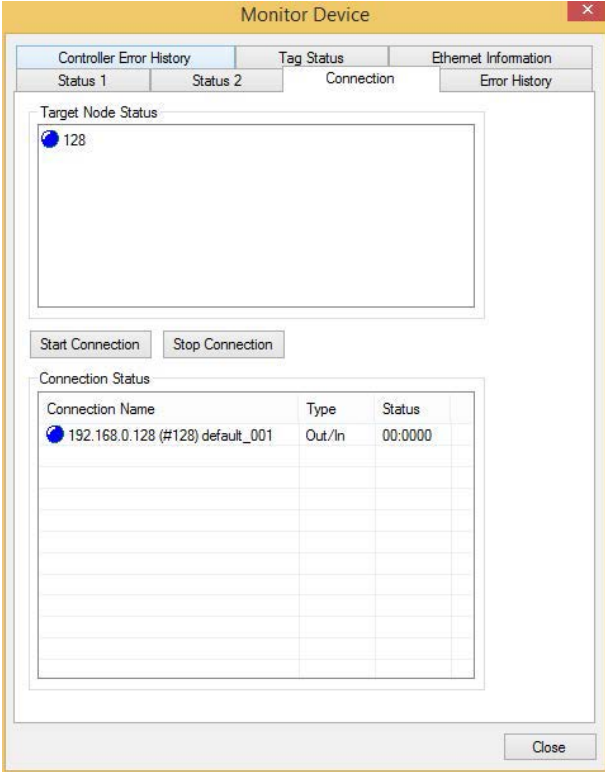 Monitor Device
Controller Error History Tag Status Ethernet Information
Status 1 Status 2 Connection Error History
Target Node Status
128
Start Connection Stop Connection
Connection Status
Connection Name Type Status
192.168.0.128 (#128) default_001 Out/In 00:0000
Close